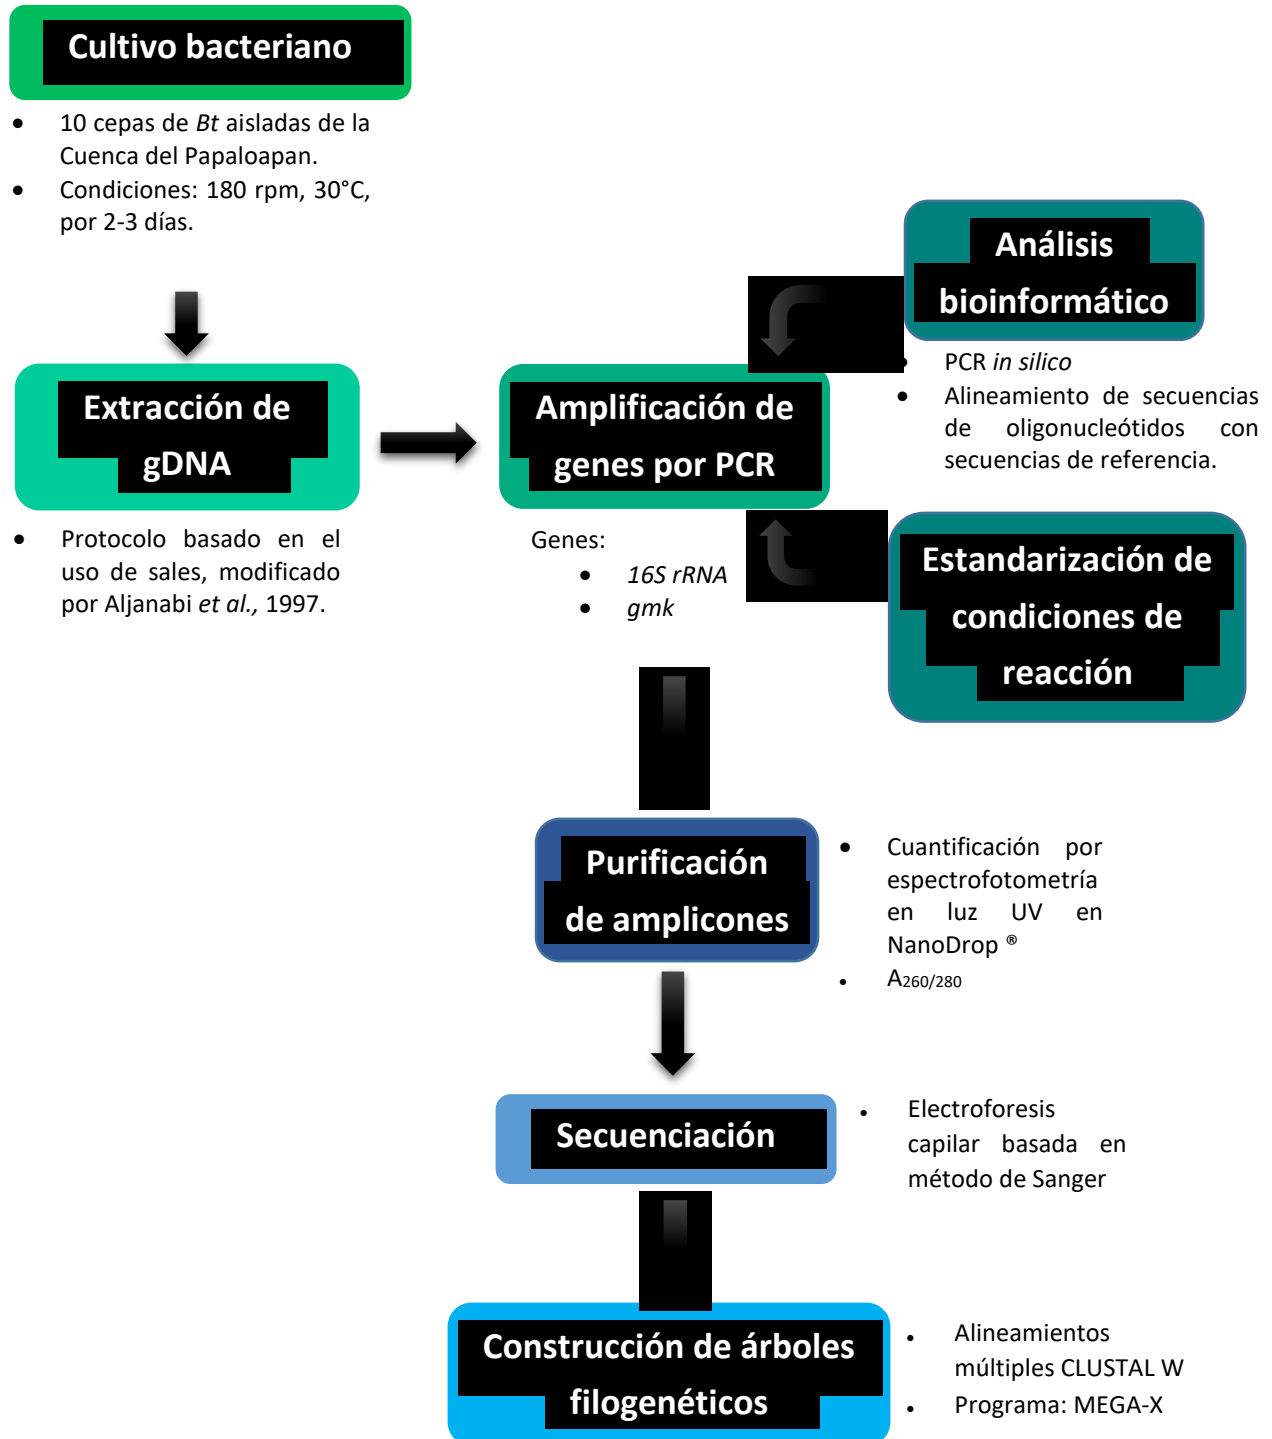 Cultivo bacteriano
• 10 cepas de Bt aisladas de la
Cuenca del Papaloapan.
• Condiciones: 180 rpm, 30°C,
por 2-3 días.
Extracción de
gDNA
• Protocolo basado en el
uso de sales, modificado
por Aljanabi et al., 1997.
Amplificación de
genes por PCR
Genes:
• 16S rRNA
• gmk
Análisis
bioinformático
• PCR in silico
• Alineamiento de secuencias
de oligonucleótidos con
secuencias de referencia.
Estandarización de
condiciones de
reacción
Purificación
de amplicones
• Cuantificación por
espectrofotometría
en luz UV en
NanoDrop ®
• A260/280
Secuenciación
• Electroforesis
capilar basada en
método de Sanger
Construcción de árboles
filogenéticos
• Alineamientos
múltiples CLUSTAL W
• Programa: MEGA-X